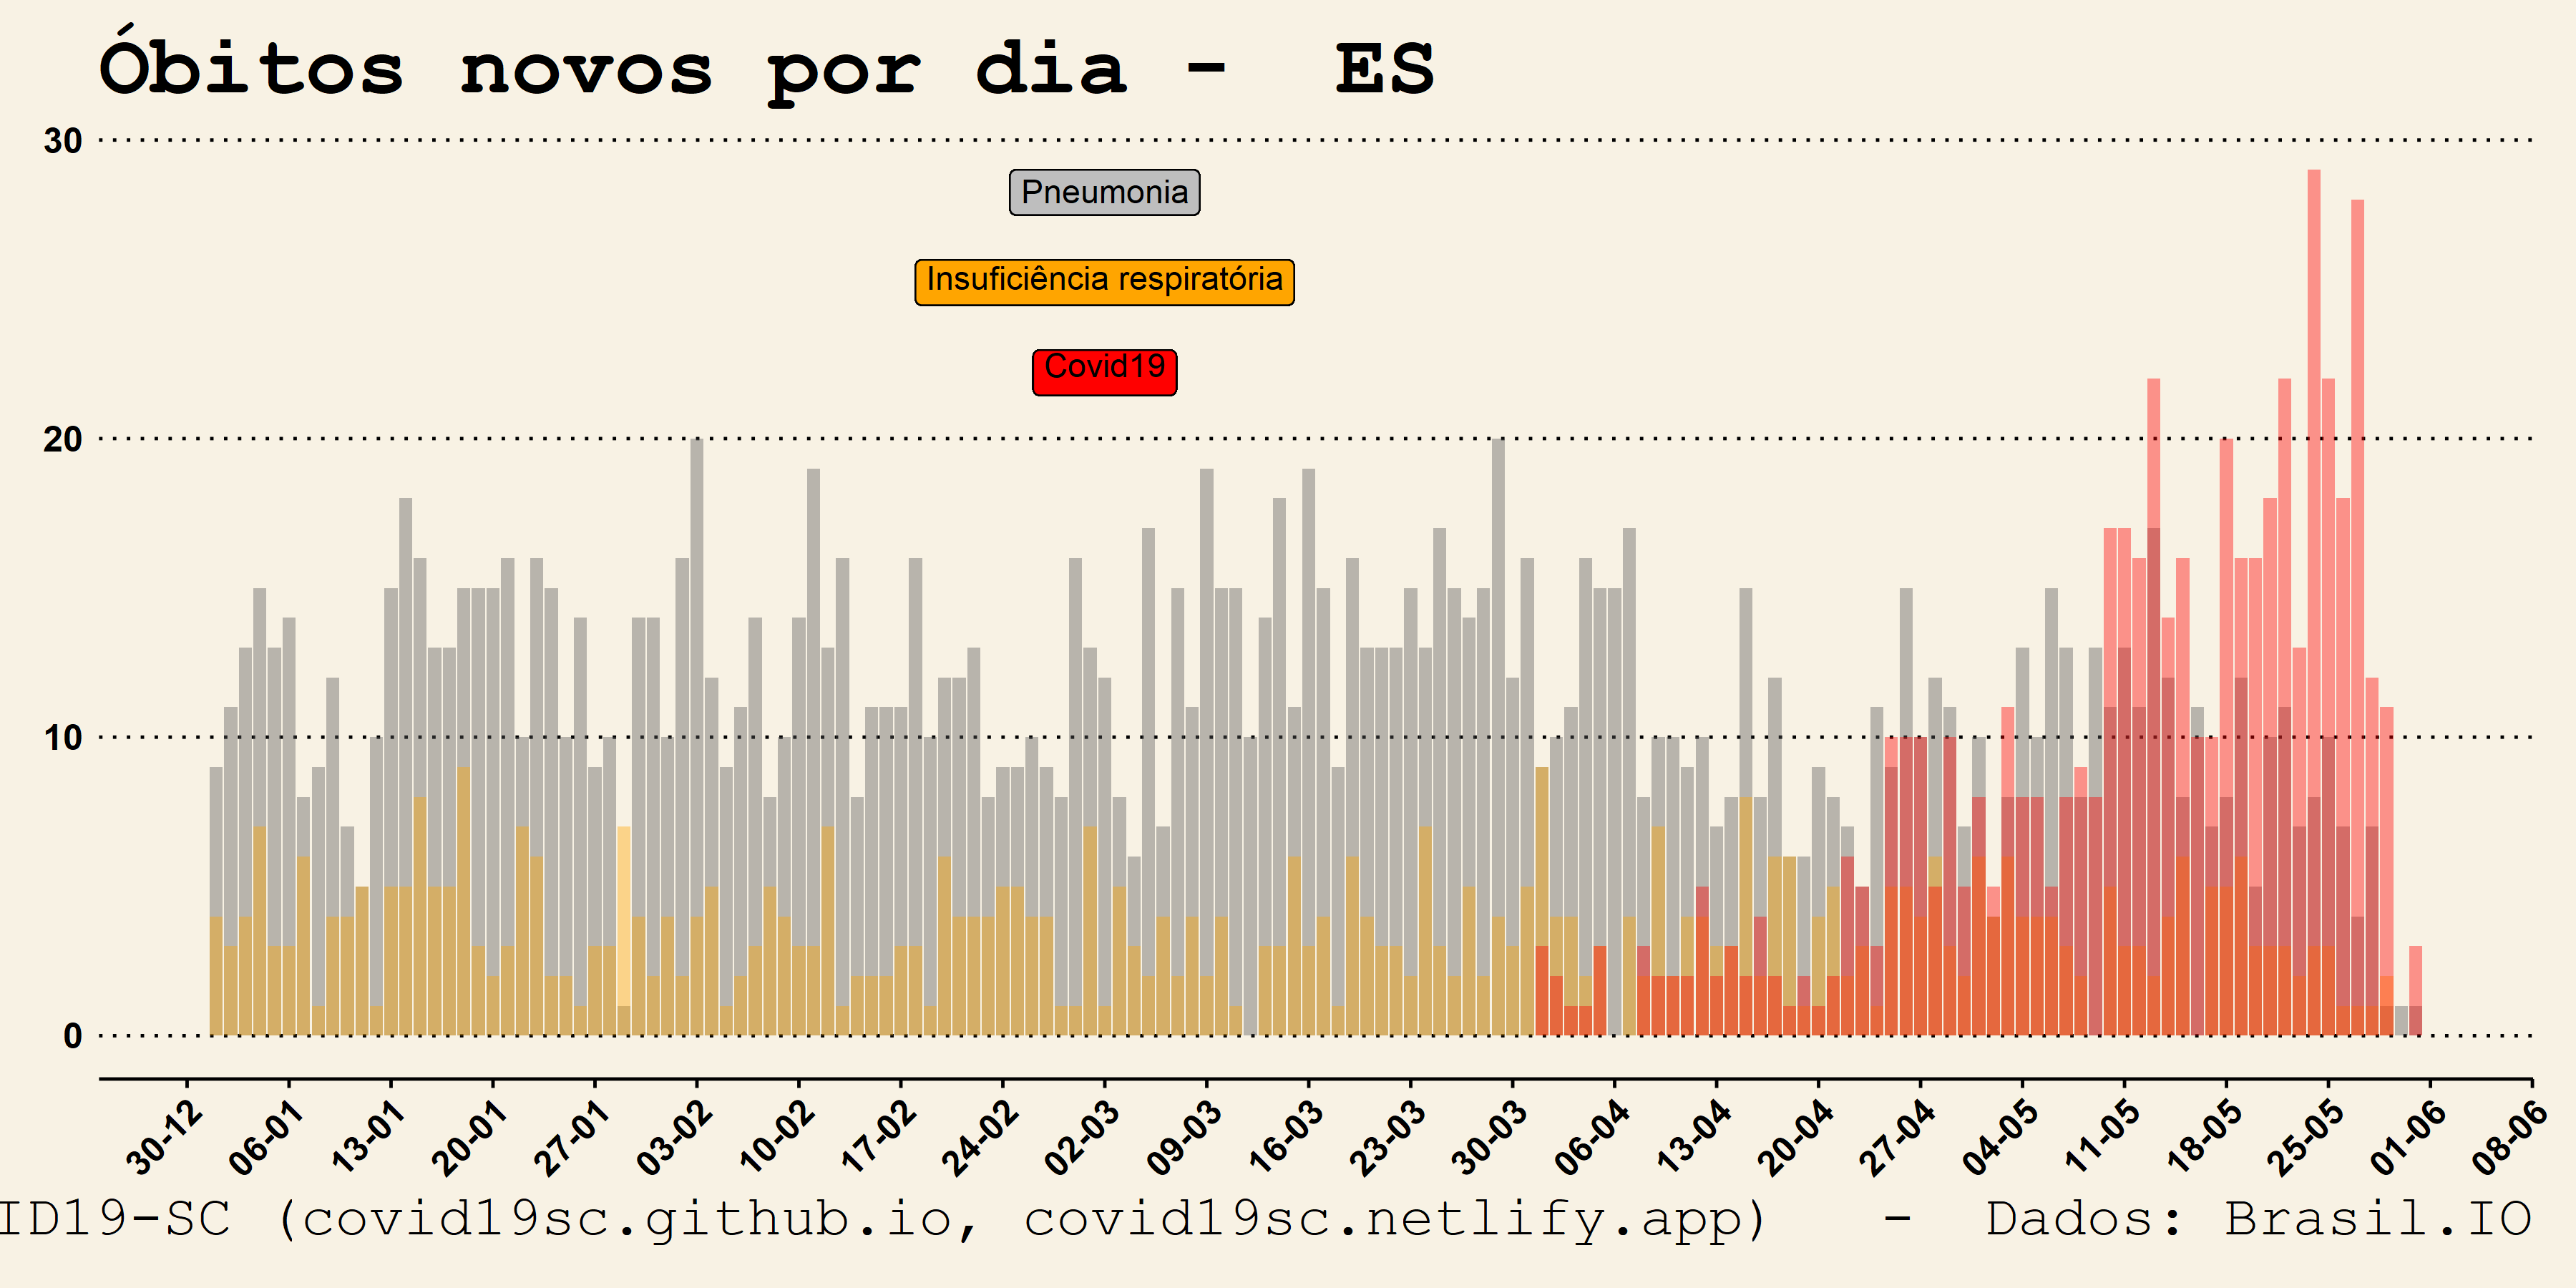 Óbitos novos por dia - ES
30
Pneumonia
Insuficiência respiratória
Covid19
20
10
0
30-12 06-01 13-01 20-01 27-01 03-02 10-02 17-02 24-02 02-03 09-03 16-03 23-03 30-03 06-04 13-04 20-04 27-04 04-05 11-05 18-05 25-05 01-06 08-06
ID19-SC (covid19sc.github.io, covid19sc.netlify.app) - Dados: Brasil.IO